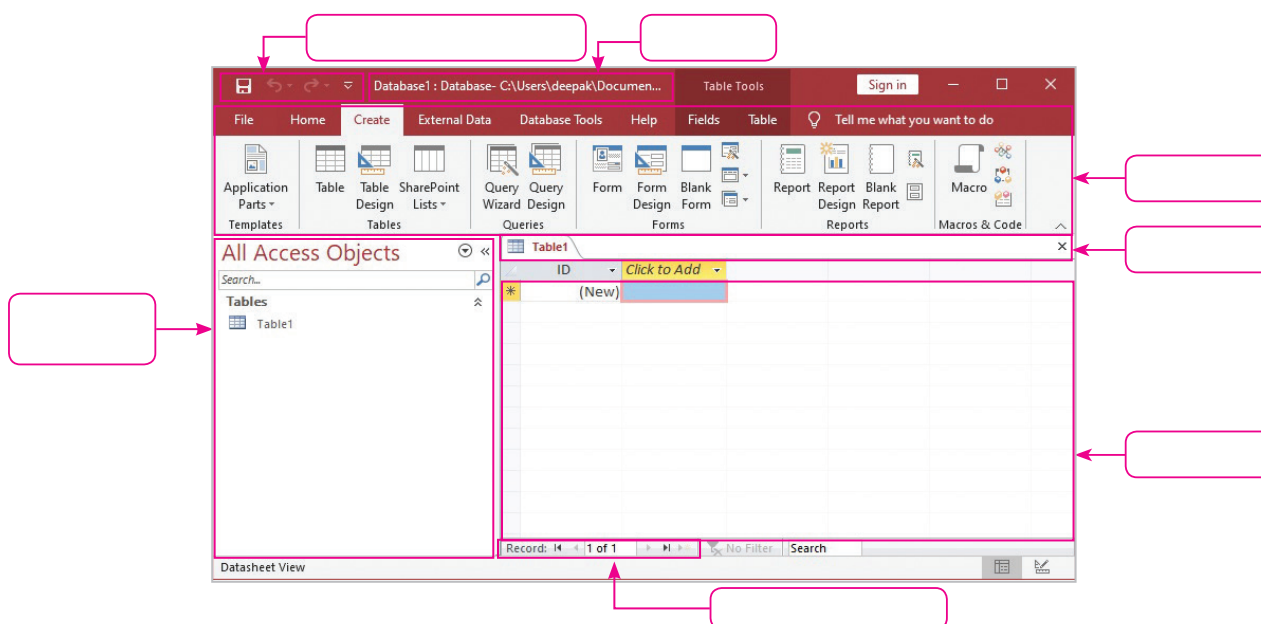 Database1 : Database- C:\Users\deepak\Documen... Table Tools Sign in
File Home Create External Data Database Tools Help Fields Table Tell me what you want to do
Application Parts Table Table Design SharePoint Lists Query Wizard Query Design Form Form Design Blank Form Report Report Design Blank Report Macro
Templates Tables Queries Forms Reports Macros & Code
All Access Objects
Table1
ID Click to Add
Search...
(New)
Tables
Table1
Record: 1 of 1 No Filter Search
Datasheet View